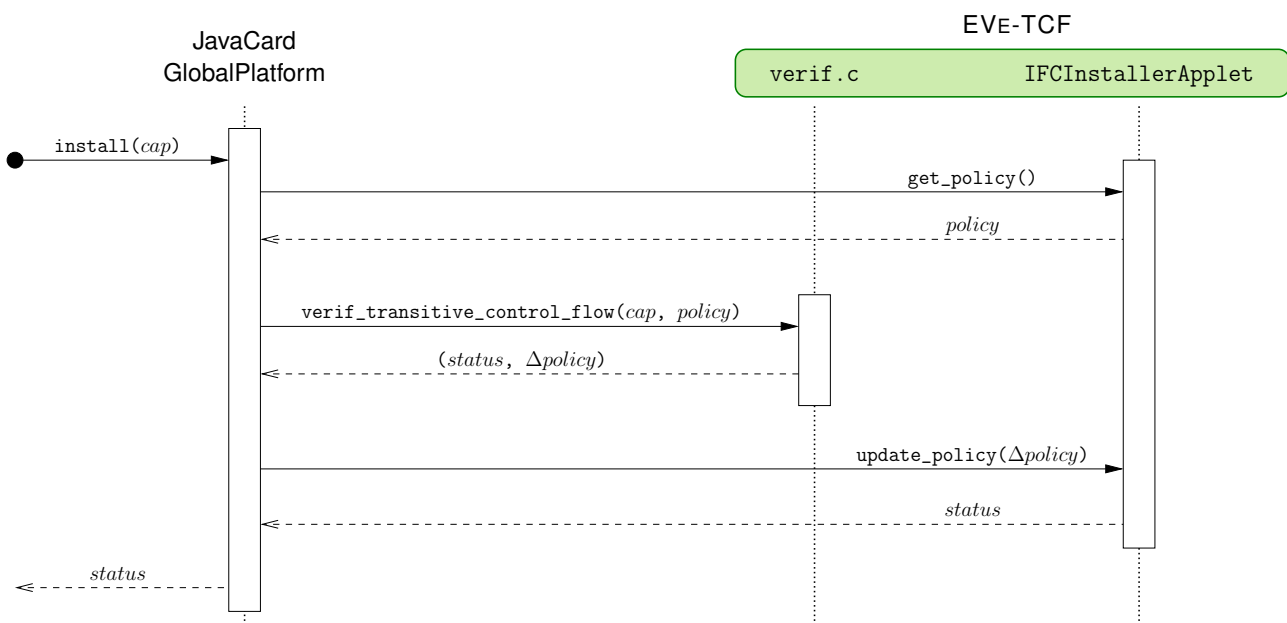 EVE-TCF
JavaCard
GlobalPlatform
verif.c
IFCInstallerApplet
install(cap)
get_policy()
policy
verif_transitive_control_flow(cap, policy)
(status, Δpolicy)
update_policy(Δpolicy)
status
status